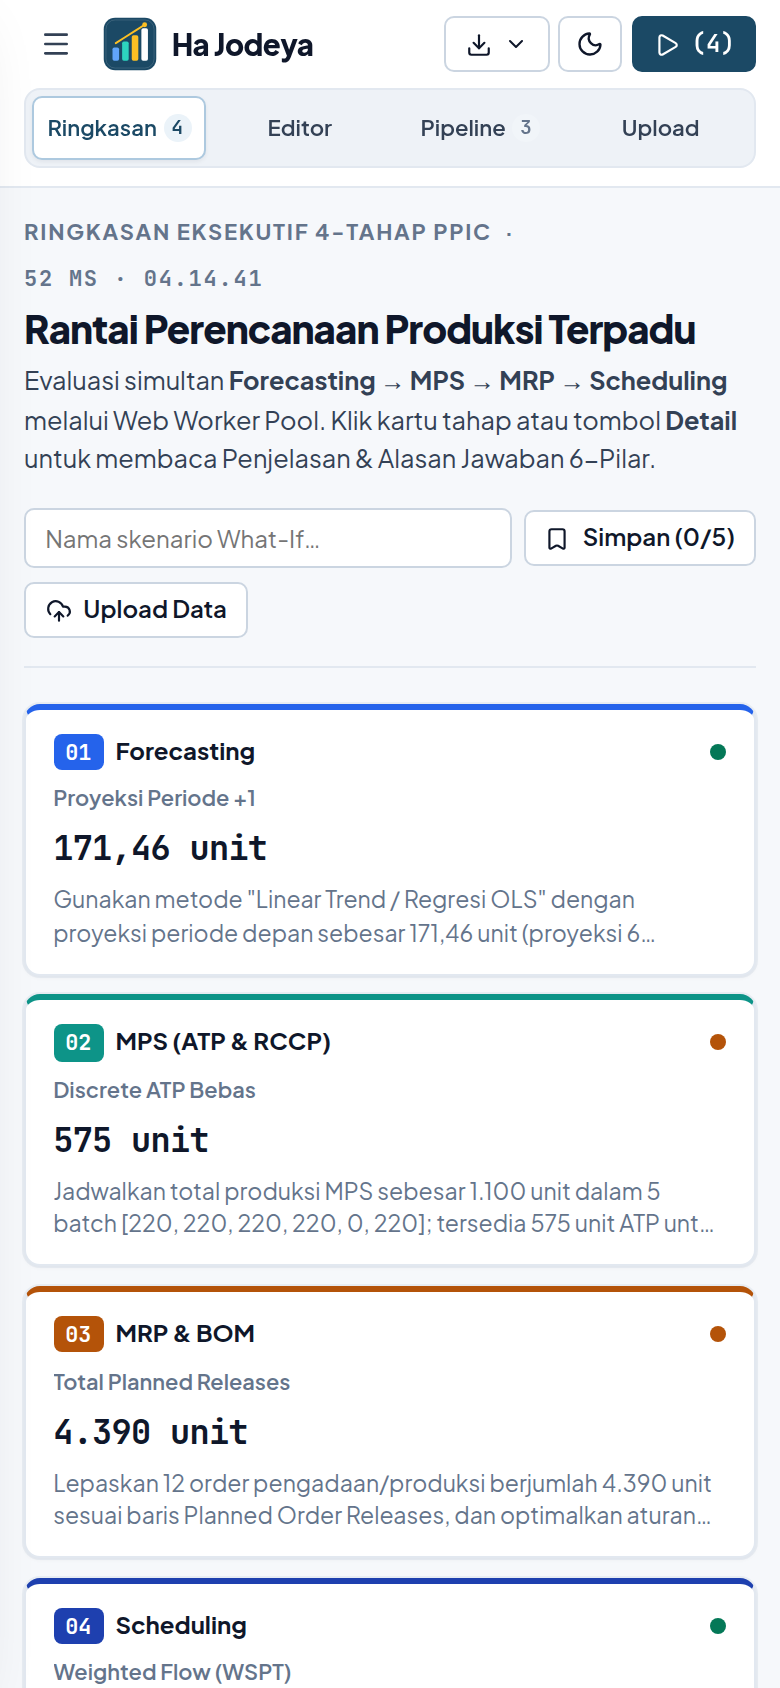 Ha Jodeya
(4)
Ringkasan 4
Editor
Pipeline 3
Upload
RINGKASAN EKSEKUTIF 4-TAHAP PPIC ·
52 MS · 04.14.41
Rantai Perencanaan Produksi Terpadu
Evaluasi simultan Forecasting → MPS → MRP → Scheduling
melalui Web Worker Pool. Klik kartu tahap atau tombol Detail
untuk membaca Penjelasan & Alasan Jawaban 6-Pilar.
Nama skenario What-If...
Simpan (0/5)
Upload Data
01 Forecasting
Proyeksi Periode +1
171,46 unit
Gunakan metode "Linear Trend / Regresi OLS" dengan
proyeksi periode depan sebesar 171,46 unit (proyeksi 6...
02 MPS (ATP & RCCP)
Discrete ATP Bebas
575 unit
Jadwalkan total produksi MPS sebesar 1.100 unit dalam 5
batch [220, 220, 220, 220, 0, 220]; tersedia 575 unit ATP unt...
03 MRP & BOM
Total Planned Releases
4.390 unit
Lepaskan 12 order pengadaan/produksi berjumlah 4.390 unit
sesuai baris Planned Order Releases, dan optimalkan aturan...
04 Scheduling
Weighted Flow (WSPT)